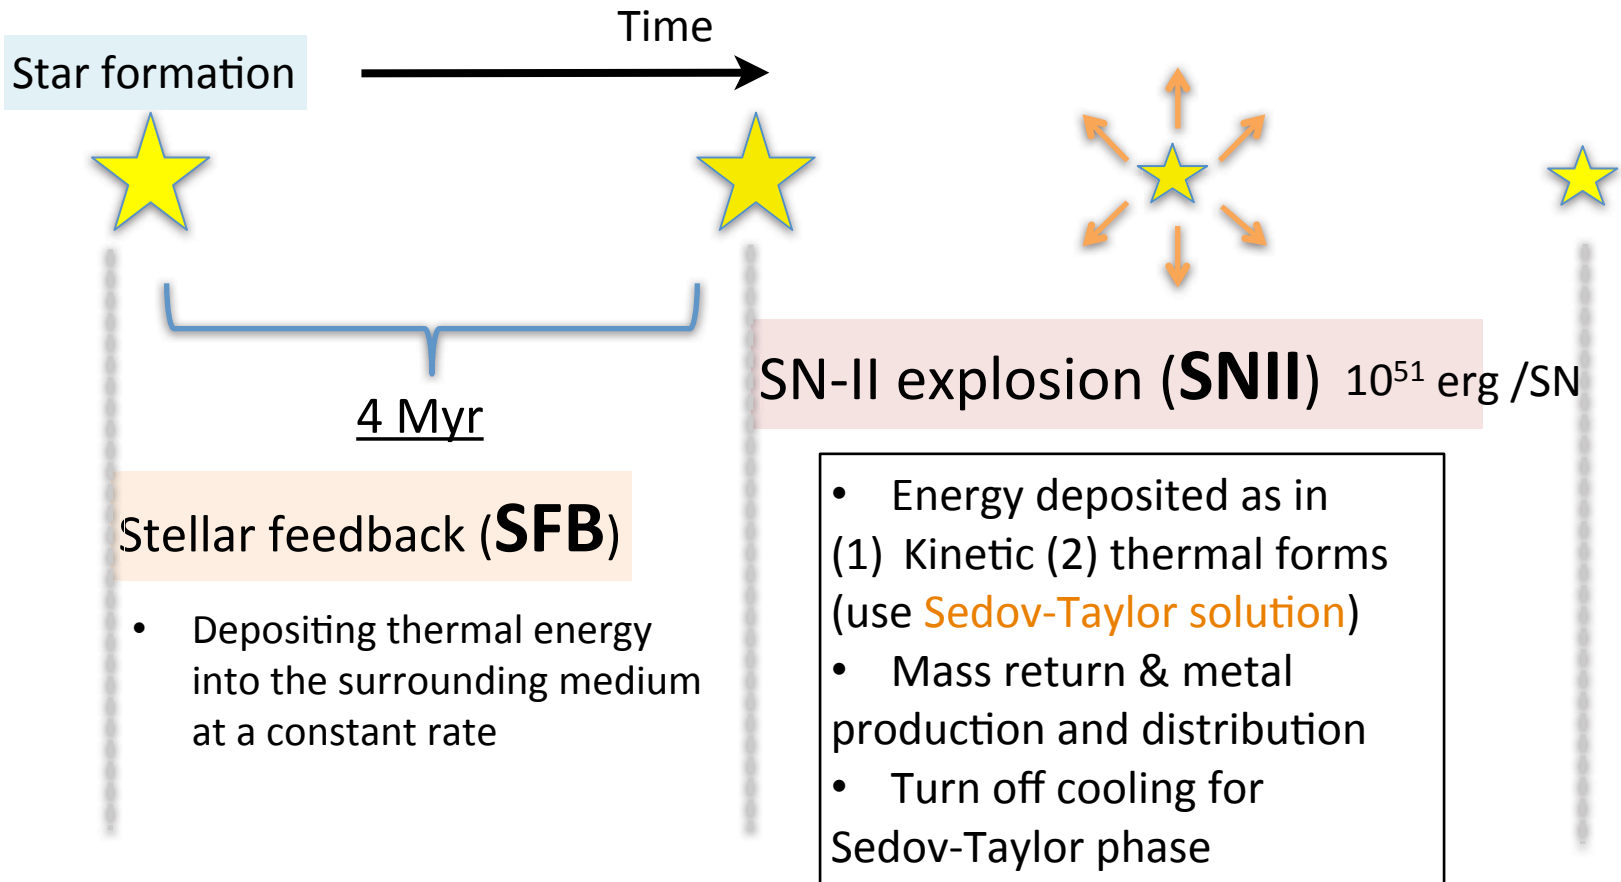 Time
Star formation
SN-II explosion (SNII) 10⁵¹ erg /SN
4 Myr
Stellar feedback (SFB)
• Depositing thermal energy
into the surrounding medium
at a constant rate
• Energy deposited as in
(1) Kinetic (2) thermal forms
(use Sedov-Taylor solution)
• Mass return & metal
production and distribution
• Turn off cooling for
Sedov-Taylor phase